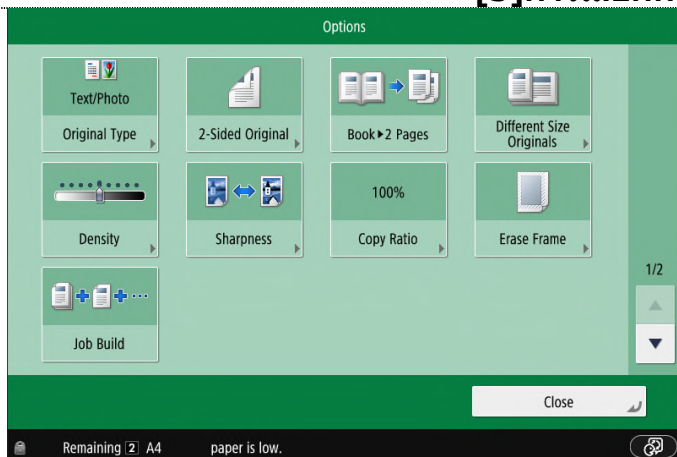 Options
Text/Photo
Original Type
2-Sided Original
Book▸2 Pages
Different Size
Originals
Density
Sharpness
100%
Copy Ratio
Erase Frame
Job Build
1/2
Close
Remaining 2 A4 paper is low.